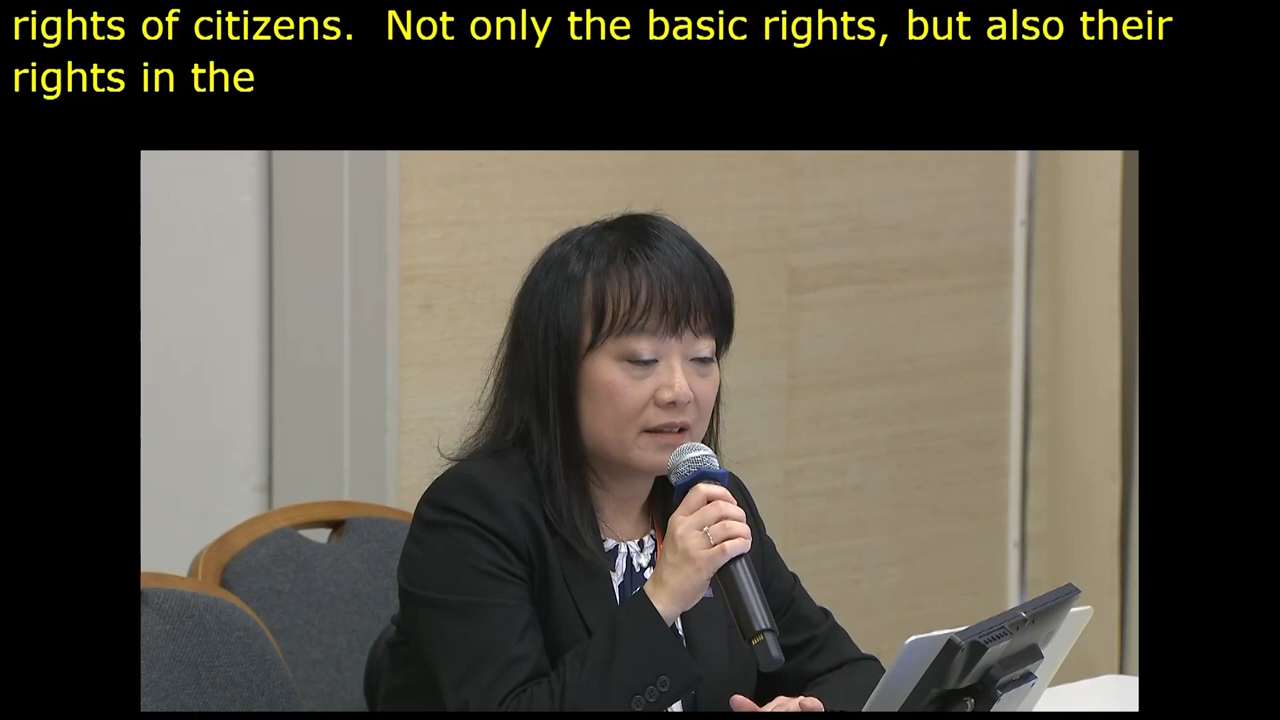 rights of citizens.  Not only the basic rights, but also their
rights in the